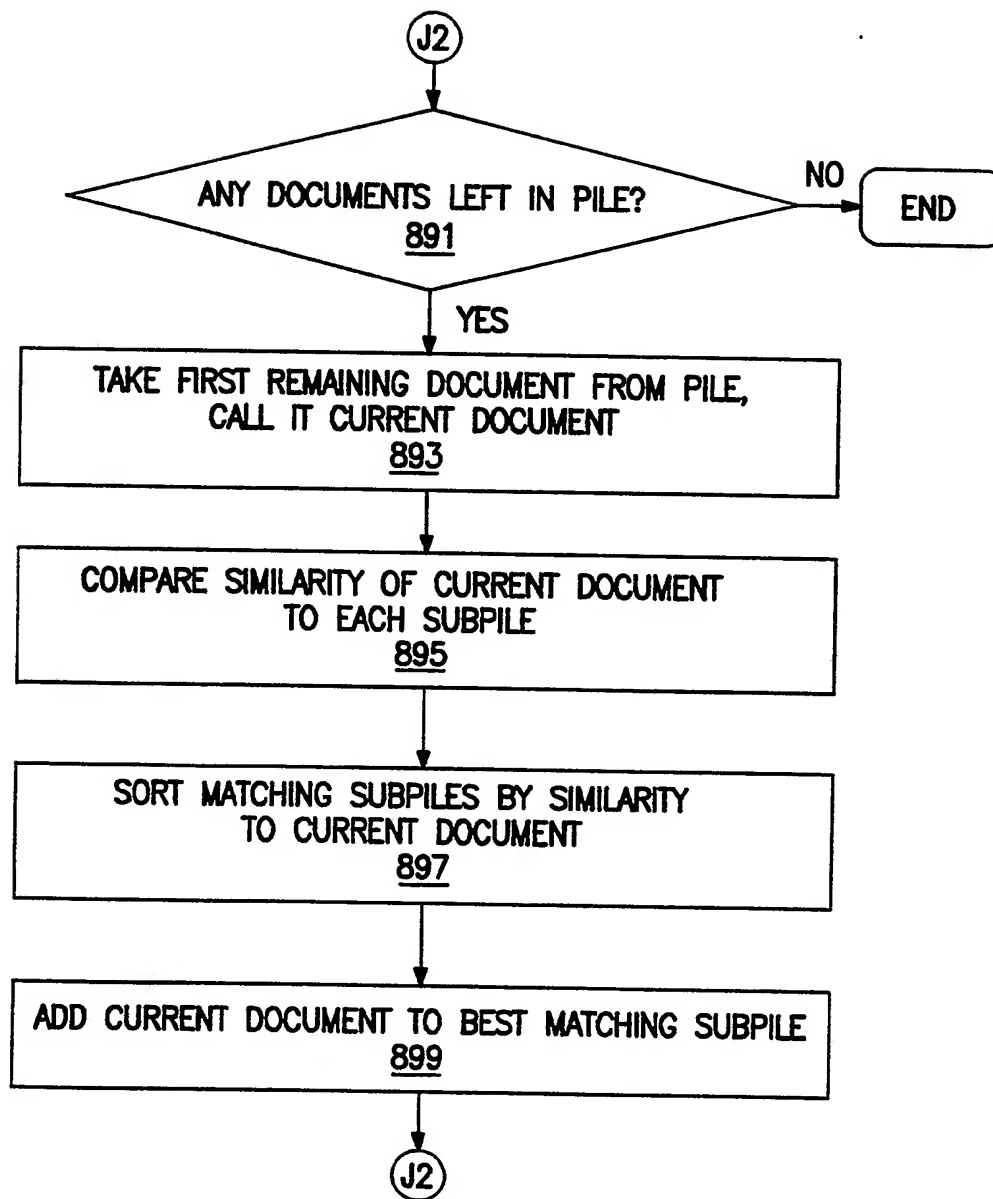 J2
ANY DOCUMENTS LEFT IN PILE?
891
NO
END
YES
TAKE FIRST REMAINING DOCUMENT FROM PILE,
CALL IT CURRENT DOCUMENT
893
COMPARE SIMILARITY OF CURRENT DOCUMENT
TO EACH SUBPILE
895
SORT MATCHING SUBPILES BY SIMILARITY
TO CURRENT DOCUMENT
897
ADD CURRENT DOCUMENT TO BEST MATCHING SUBPILE
899
J2